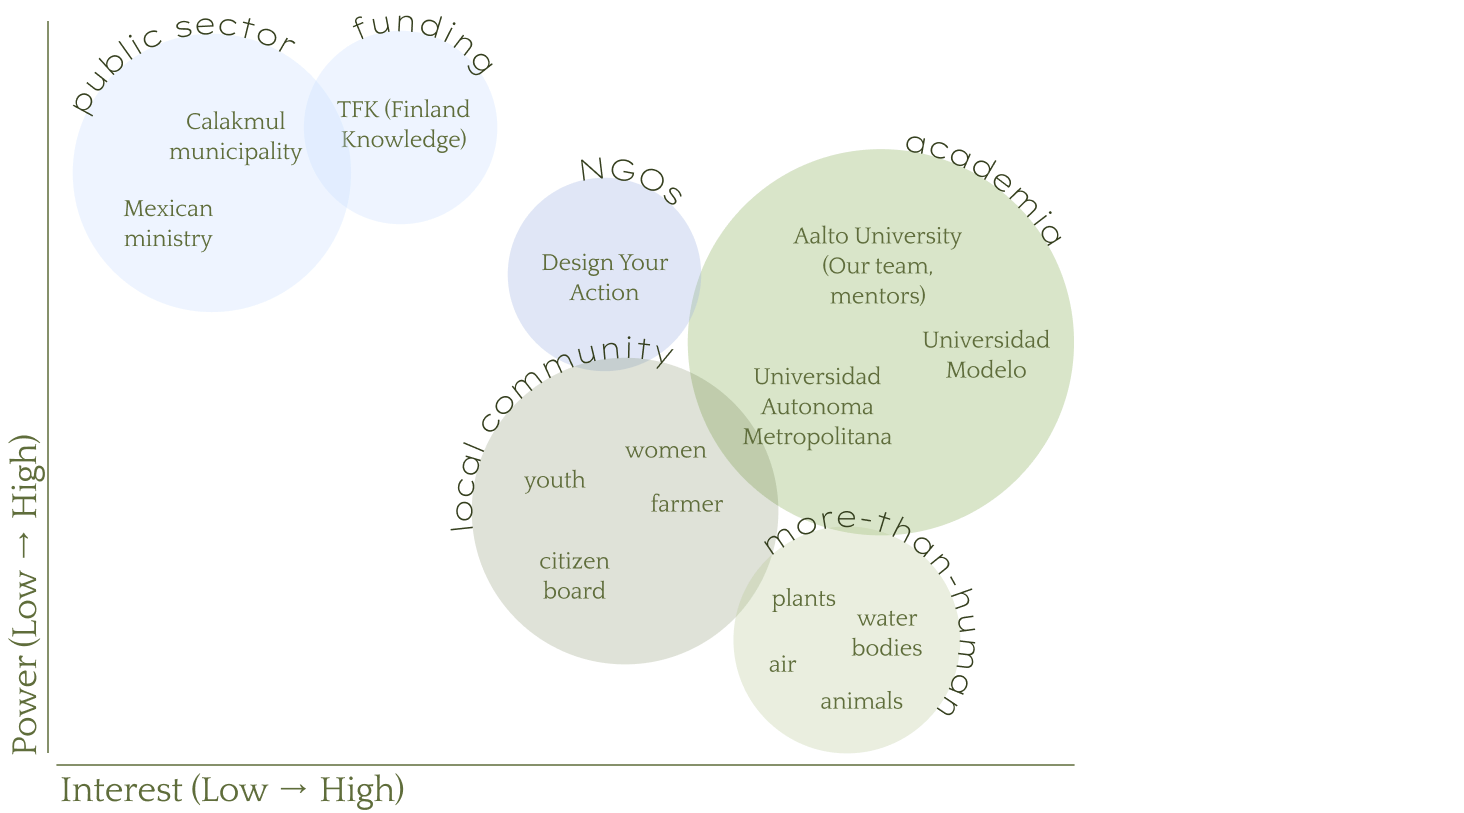 public sector
Calakmul
municipality
Mexican
ministry
funding
TFK (Finland
Knowledge)
NGOs
Design Your
Action
academia
Aalto University
(Our team,
mentors)
Universidad
Modelo
Universidad
Autonoma
Metropolitana
local community
women
youth
farmer
citizen
board
more-than-human
plants
water
bodies
air
animals
Power (Low → High)
Interest (Low → High)